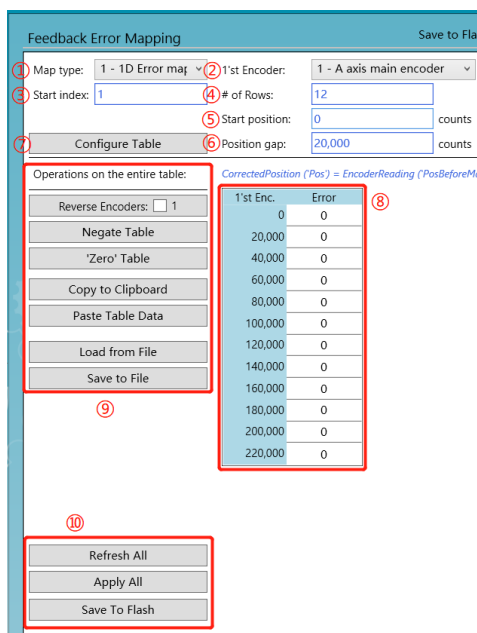 Feedback Error Mapping Save to Fla
① Map type: 1 - 1D Error map ② 1'st Encoder: 1 - A axis main encoder
③ Start index: 1 ④ # of Rows: 12
⑤ Start position: 0 counts
⑦ Configure Table ⑥ Position gap: 20,000 counts
Operations on the entire table: CorrectedPosition ('Pos') = EncoderReading ('PosBeforeMa
1'st Enc. Error ⑧
Reverse Encoders: 1
0 0
Negate Table
20,000 0
'Zero' Table
40,000 0
60,000 0
Copy to Clipboard
80,000 0
Paste Table Data
100,000 0
120,000 0
Load from File
140,000 0
Save to File
160,000 0
⑨
180,000 0
200,000 0
220,000 0
⑩
Refresh All
Apply All
Save To Flash